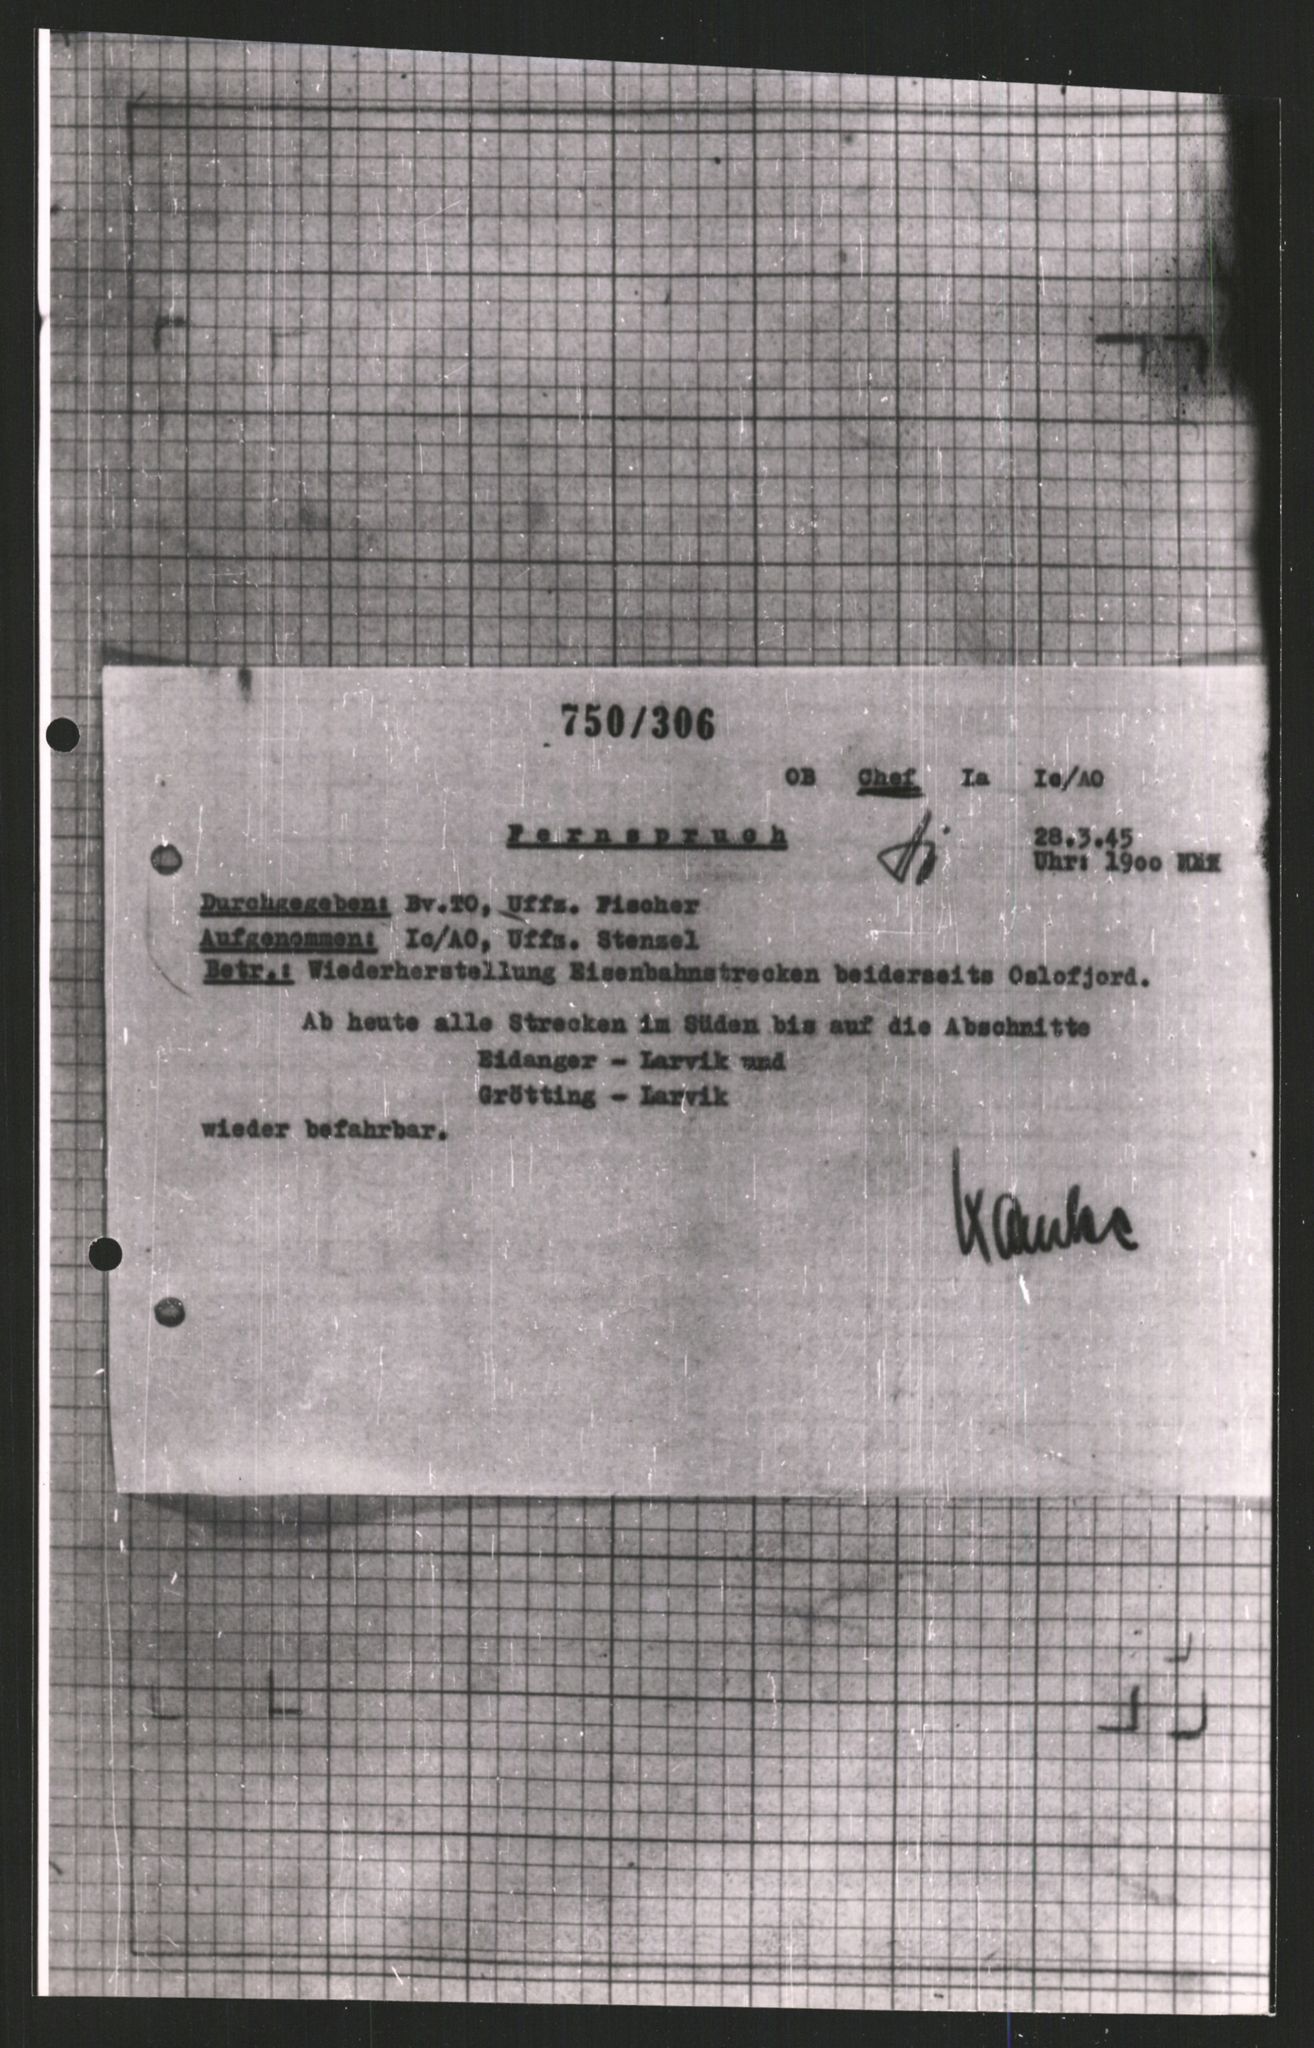 750/306
OB Chef Ia Ic/AO
Fernspruch
28.3.45
Uhr: 1900
Durchgegeben: Bv.TO, Uffz. Fischer
Aufgenommen: Ic/AO, Uffz. Stenzel
Betr.: Wiederherstellung Eisenbahnstrecken beiderseits Oslofjord.
Ab heute alle Strecken im Süden bis auf die Abschnitte
Eidanger - Larvik und
Grötting - Larvik
wieder befahrbar.